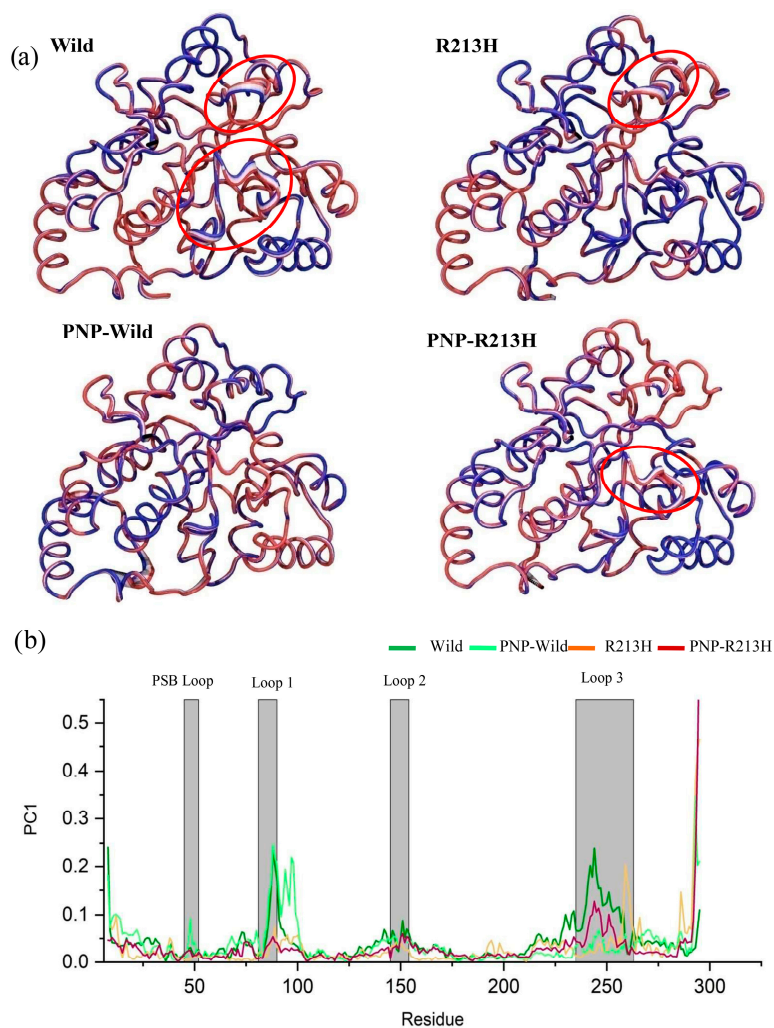 (a)
Wild
R213H
PNP-Wild
PNP-R213H
(b)
Wild PNP-Wild R213H PNP-R213H
PSB Loop Loop 1 Loop 2 Loop 3
0.5
0.4
0.3
0.2
0.1
0.0
PC1
50 100 150 200 250 300
Residue